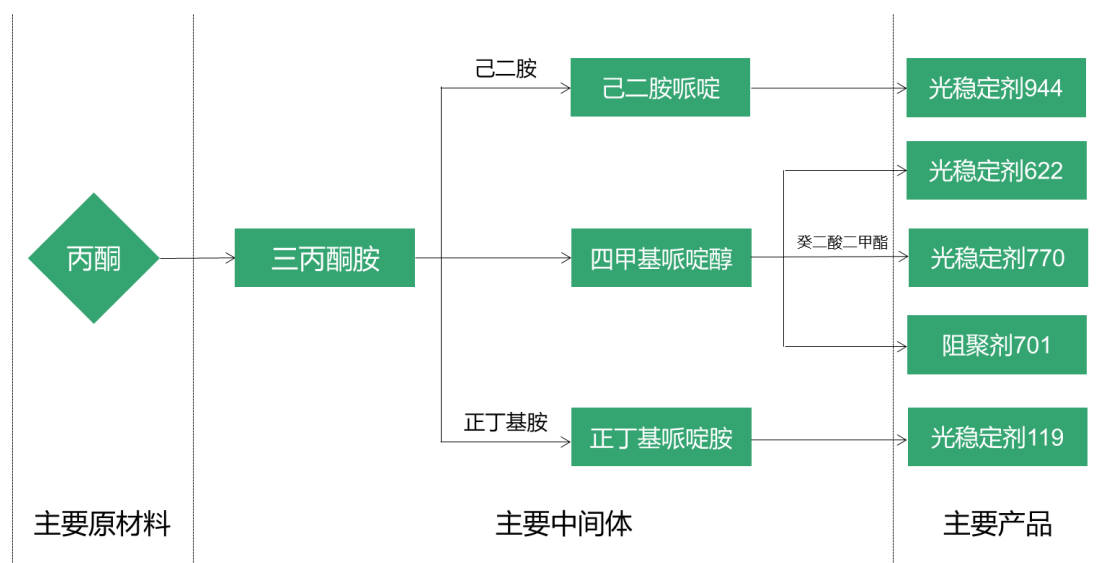 己二胺
己二胺哌啶
光稳定剂944
光稳定剂622
丙酮
三丙酮胺
四甲基哌啶醇
癸二酸二甲酯
光稳定剂770
阻聚剂701
正丁基胺
正丁基哌啶胺
光稳定剂119
主要原材料
主要中间体
主要产品